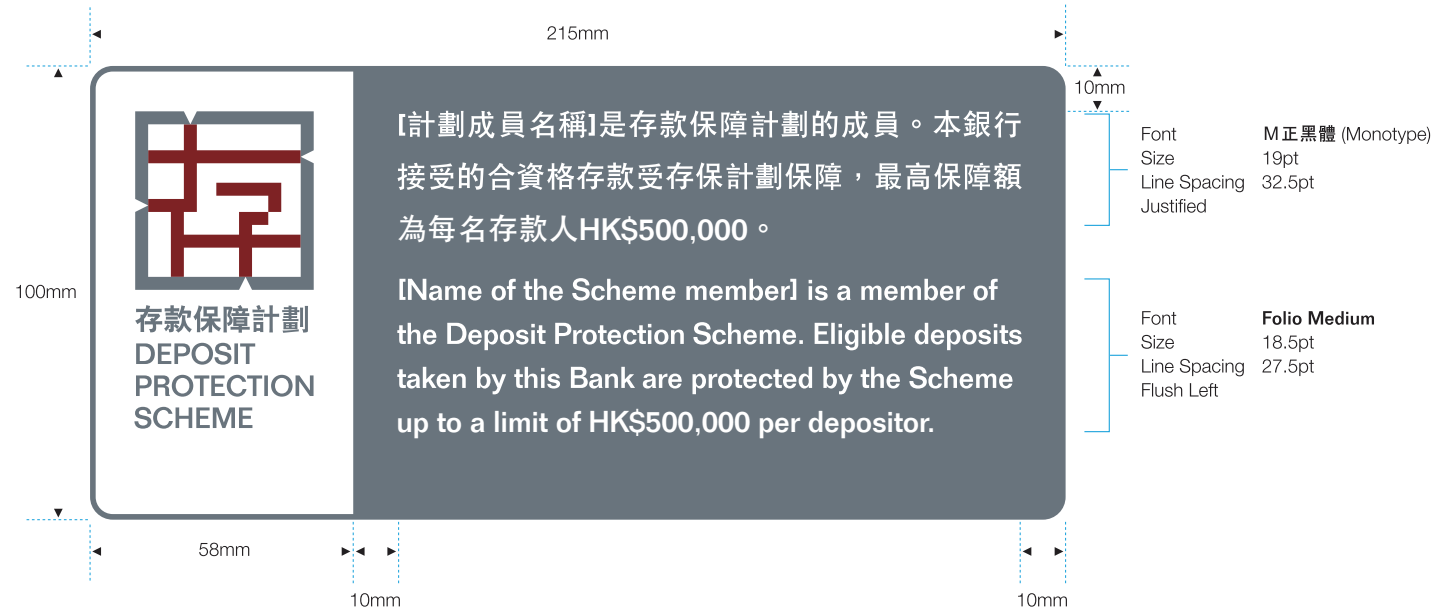 215mm
10mm
[計劃成員名稱]是存款保障計劃的成員。本銀行
接受的合資格存款受存保計劃保障，最高保障額
為每名存款人HK$500,000。
[Name of the Scheme member] is a member of
the Deposit Protection Scheme. Eligible deposits
taken by this Bank are protected by the Scheme
up to a limit of HK$500,000 per depositor.
存
存款保障計劃
DEPOSIT
PROTECTION
SCHEME
100mm
Font M正黑體 (Monotype)
Size 19pt
Line Spacing 32.5pt
Justified
Font Folio Medium
Size 18.5pt
Line Spacing 27.5pt
Flush Left
58mm
10mm
10mm